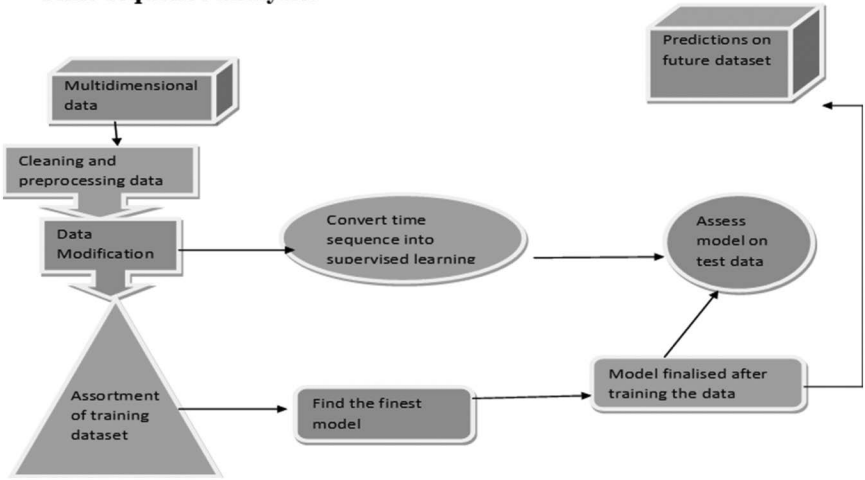 Predictions on
future dataset
Multidimensional
data
Cleaning and
preprocessing data
Data
Modification
Convert time
sequence into
supervised learning
Assess
model on
test data
Assortment
of training
dataset
Find the finest
model
Model finalised after
training the data